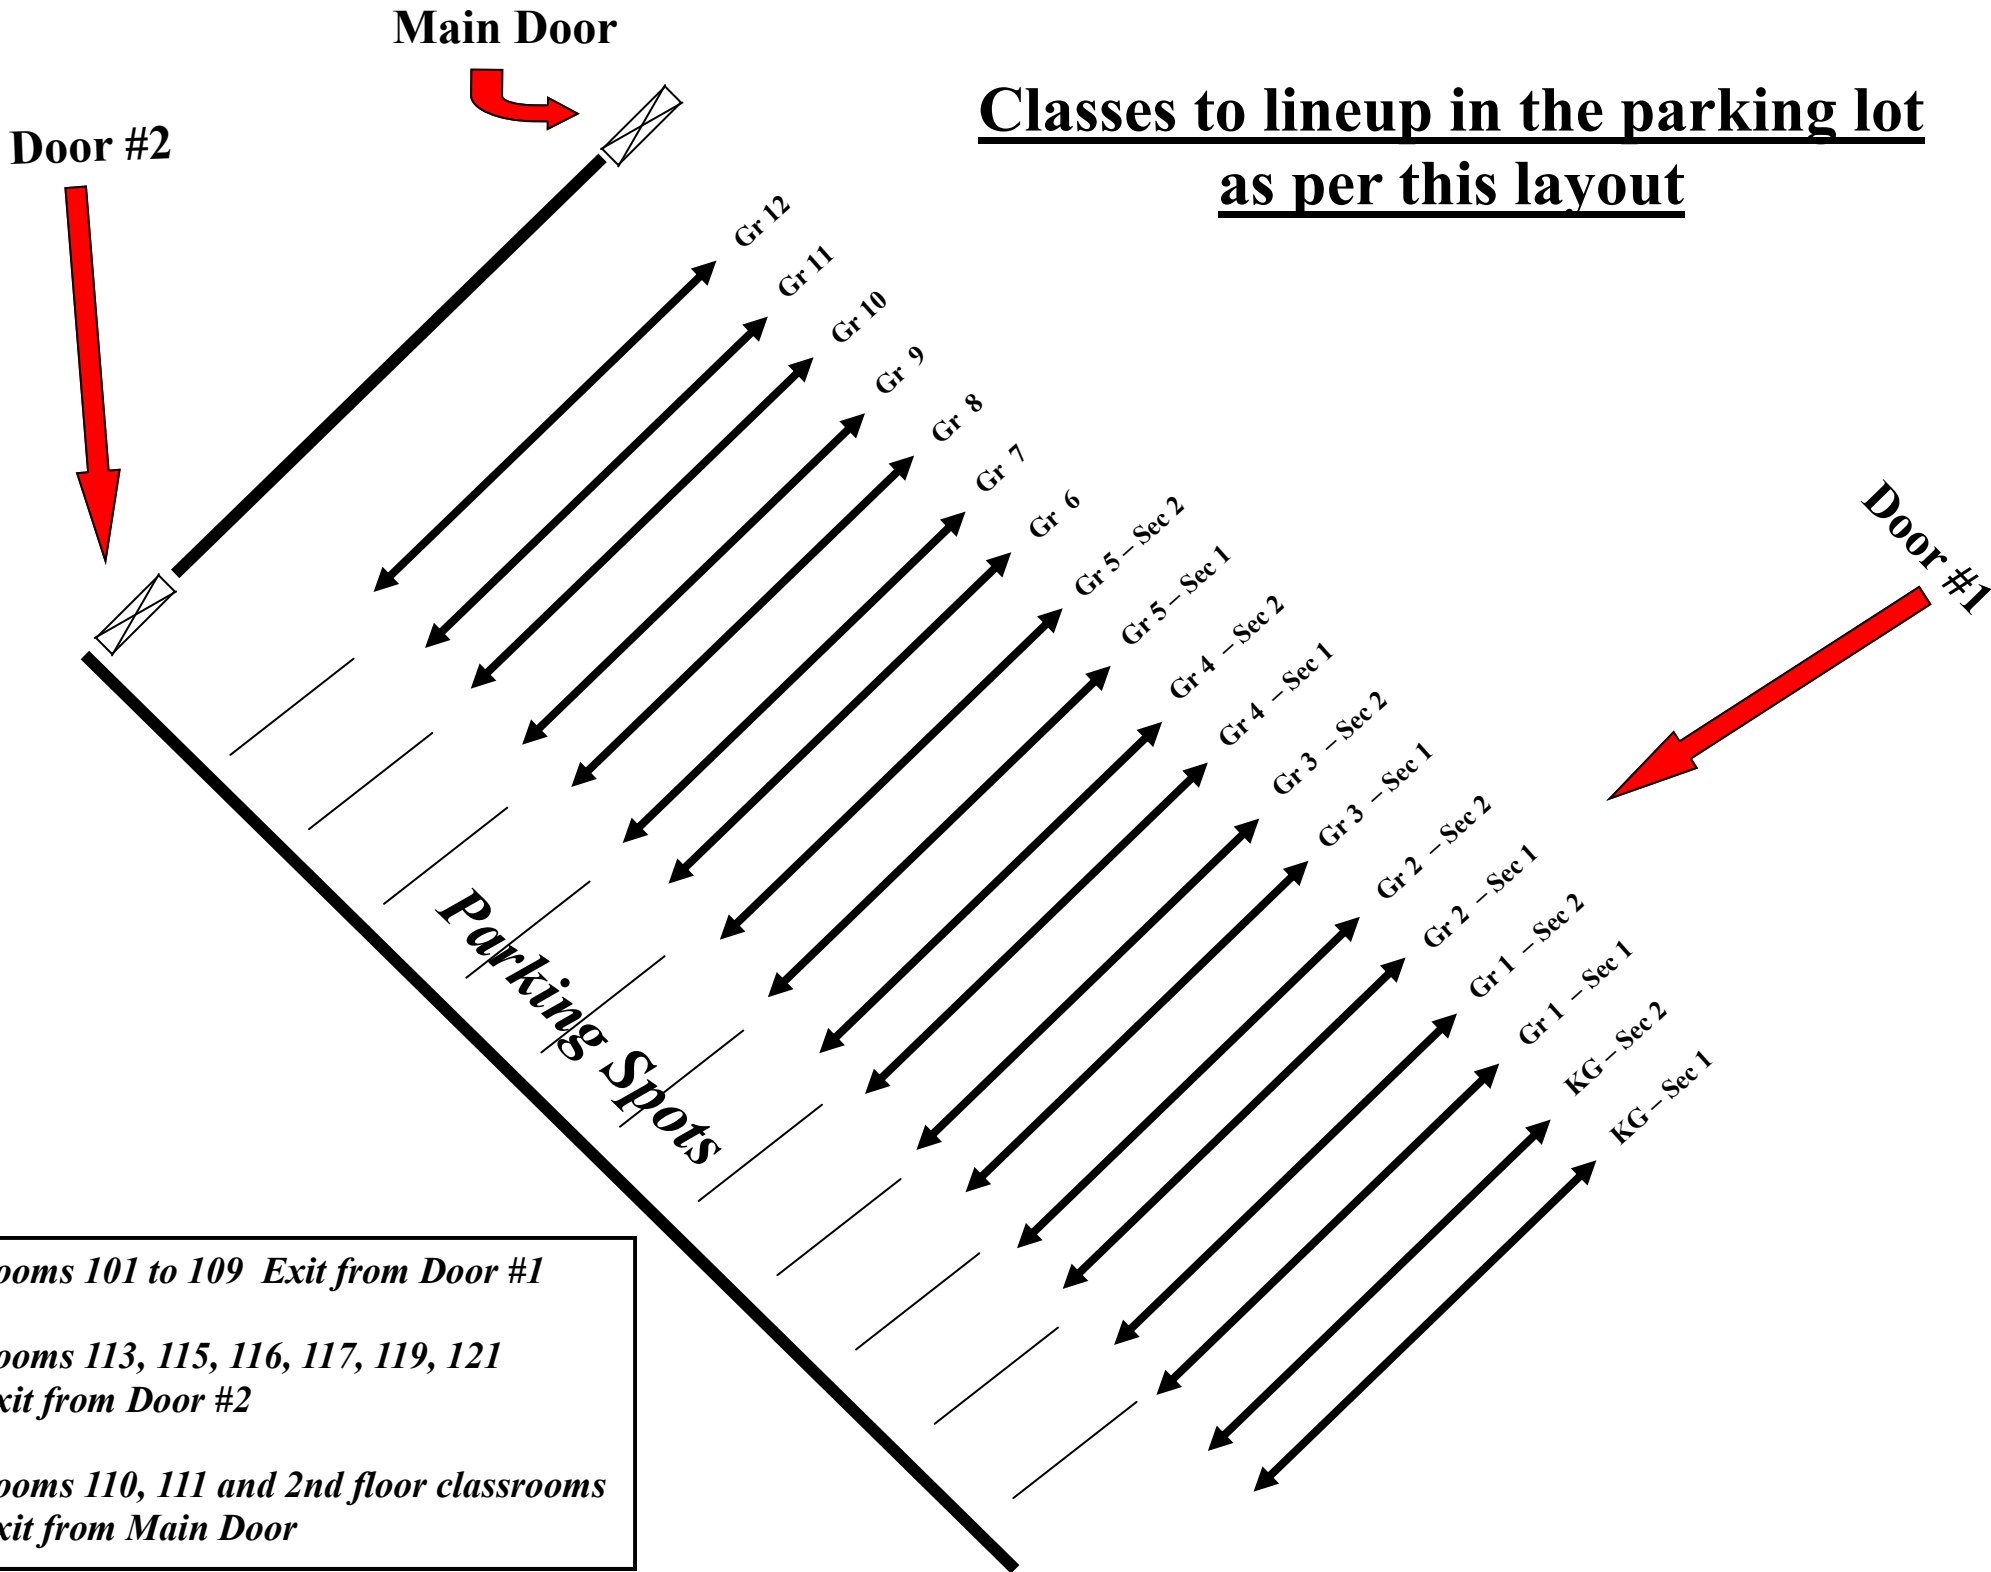 Main Door
Classes to lineup in the parking lot
as per this layout
Door #2
Gr 12
Gr 11
Gr 10
Gr 9
Gr 8
Gr 7
Gr 6
Gr 5 – Sec 2
Gr 5 – Sec 1
Gr 4 – Sec 2
Gr 4 – Sec 1
Gr 3 – Sec 2
Gr 3 – Sec 1
Gr 2 – Sec 2
Gr 2 – Sec 1
Gr 1 – Sec 2
Gr 1 – Sec 1
KG – Sec 2
KG – Sec 1
Door #1
Parking Spots
ooms 101 to 109 Exit from Door #1
ooms 113, 115, 116, 117, 119, 121
xit from Door #2
ooms 110, 111 and 2nd floor classrooms
xit from Main Door